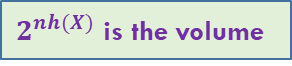 2^{nh(X)} is the volume